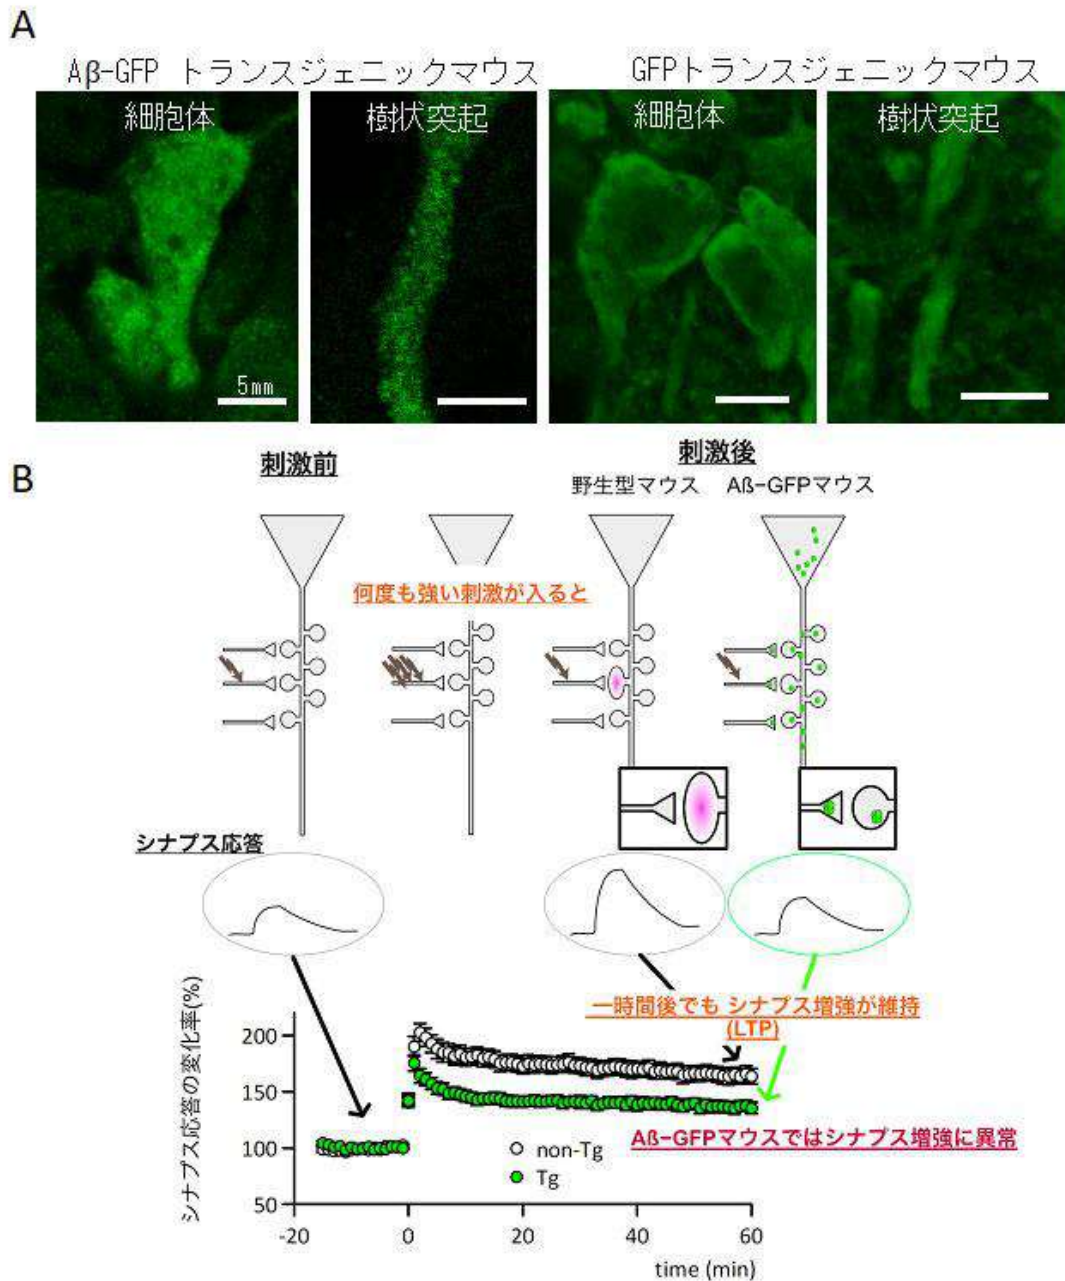 A
Aβ-GFP トランスジェニックマウス
GFPトランスジェニックマウス
細胞体
樹状突起
細胞体
樹状突起
5mm
B
刺激前
刺激後
野生型マウス
Aß-GFPマウス
何度も強い刺激が入ると
シナプス応答
一時間後でも シナプス増強が維持
(LTP)
Aß-GFPマウスではシナプス増強に異常
シナプス応答の変化率(%)
200
150
100
50
non-Tg
Tg
-20
0
20
40
60
time (min)